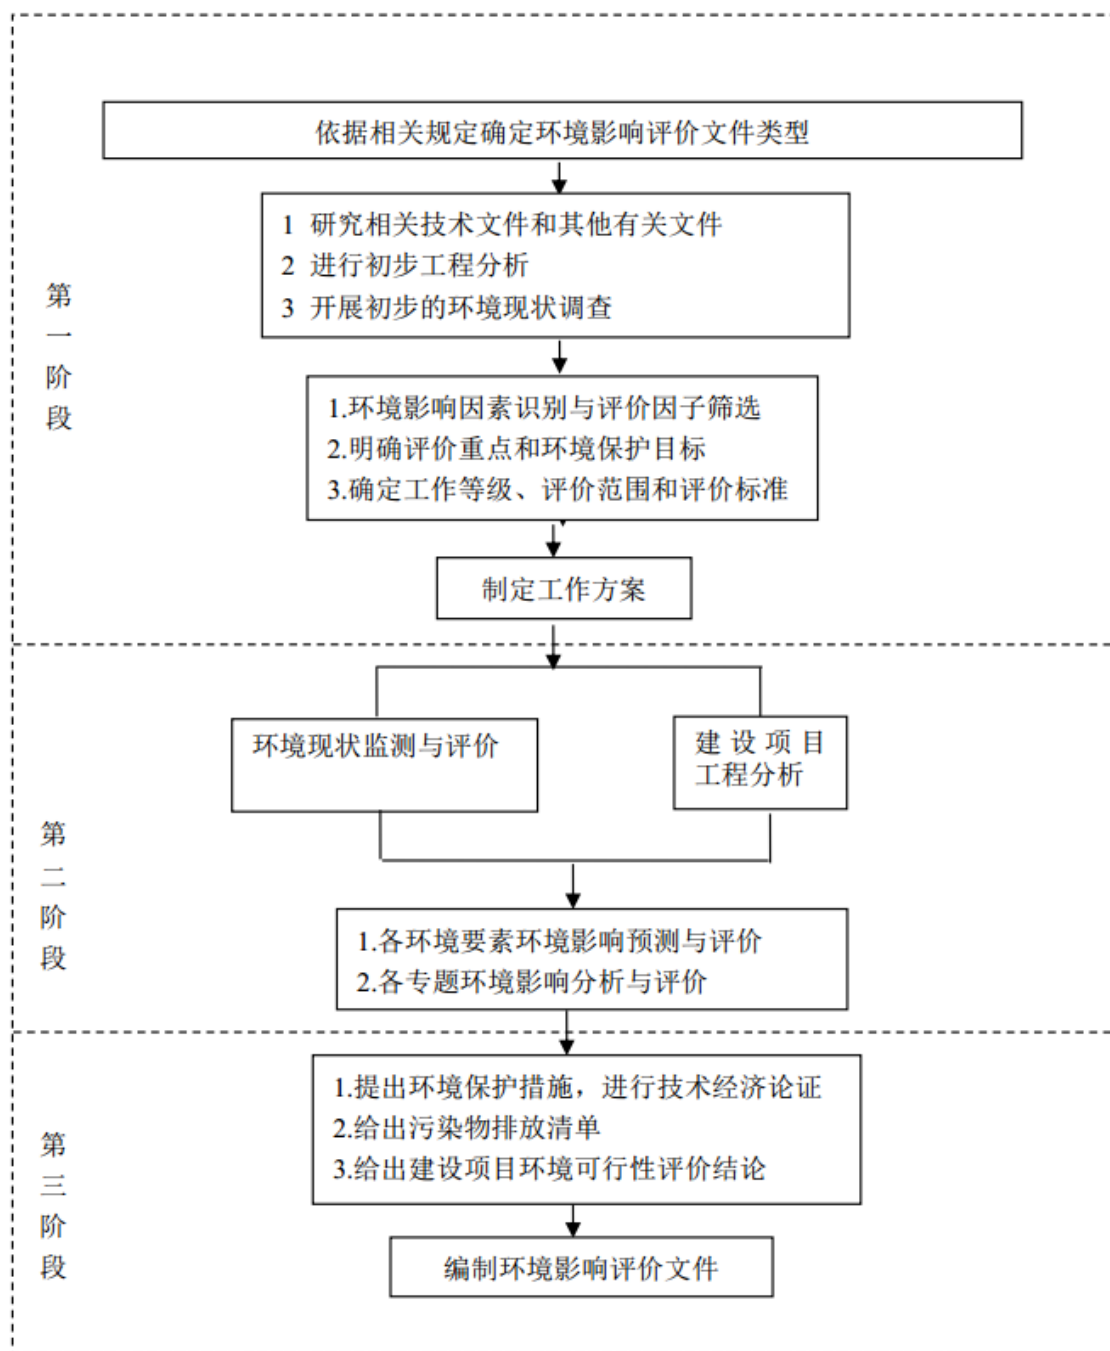 依据相关规定确定环境影响评价文件类型
1 研究相关技术文件和其他有关文件
2 进行初步工程分析
3 开展初步的环境现状调查
第
一
阶
段
1.环境影响因素识别与评价因子筛选
2.明确评价重点和环境保护目标
3.确定工作等级、评价范围和评价标准
制定工作方案
环境现状监测与评价
建设项目
工程分析
第
二
阶
段
1.各环境要素环境影响预测与评价
2.各专题环境影响分析与评价
1.提出环境保护措施，进行技术经济论证
2.给出污染物排放清单
3.给出建设项目环境可行性评价结论
第
三
阶
段
编制环境影响评价文件